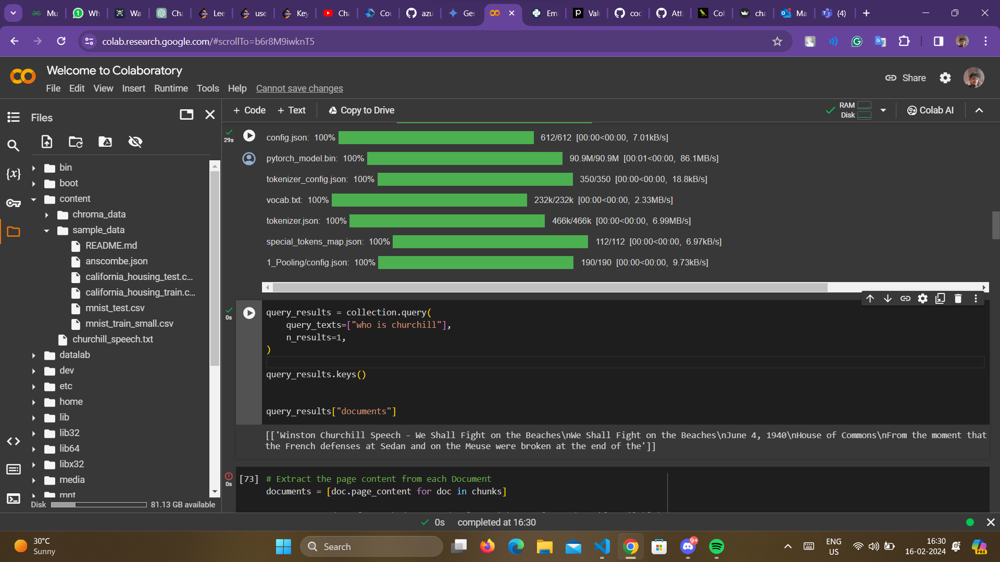 Mu
Wh
Wa
Cha
Lee
use
Key
Cha
Cou
azu
Ger
Em
Val
coc
Att
Col
cha
Ma
(4)
colab.research.google.com/#scrollTo=b6r8M9iwknT5
Welcome to Colaboratory
File Edit View Insert Runtime Tools Help Cannot save changes
Share
Files
+ Code + Text Copy to Drive
RAM
Disk
Colab AI
{x}
bin
boot
content
chroma_data
sample_data
README.md
anscombe.json
california_housing_test.c...
california_housing_train.c...
mnist_test.csv
mnist_train_small.csv
churchill_speech.txt
datalab
dev
etc
home
lib
lib32
lib64
libx32
media
mnt
Disk 81.13 GB available
29s
config.json: 100% 612/612 [00:00<00:00, 7.01kB/s]
pytorch_model.bin: 100% 90.9M/90.9M [00:01<00:00, 86.1MB/s]
tokenizer_config.json: 100% 350/350 [00:00<00:00, 18.8kB/s]
vocab.txt: 100% 232k/232k [00:00<00:00, 2.33MB/s]
tokenizer.json: 100% 466k/466k [00:00<00:00, 6.99MB/s]
special_tokens_map.json: 100% 112/112 [00:00<00:00, 6.97kB/s]
1_Pooling/config.json: 100% 190/190 [00:00<00:00, 9.73kB/s]
0s
query_results = collection.query(
query_texts=["who is churchill"],
n_results=1,
)
query_results.keys()
query_results["documents"]
[['Winston Churchill Speech - We Shall Fight on the Beaches\nWe Shall Fight on the Beaches\nJune 4, 1940\nHouse of Commons\nFrom the moment that
the French defenses at Sedan and on the Meuse were broken at the end of the']]
0s
[73] # Extract the page content from each Document
documents = [doc.page_content for doc in chunks]
0s completed at 16:30
30°C
Sunny
Search
9+
ENG
US
16:30
16-02-2024
PRE